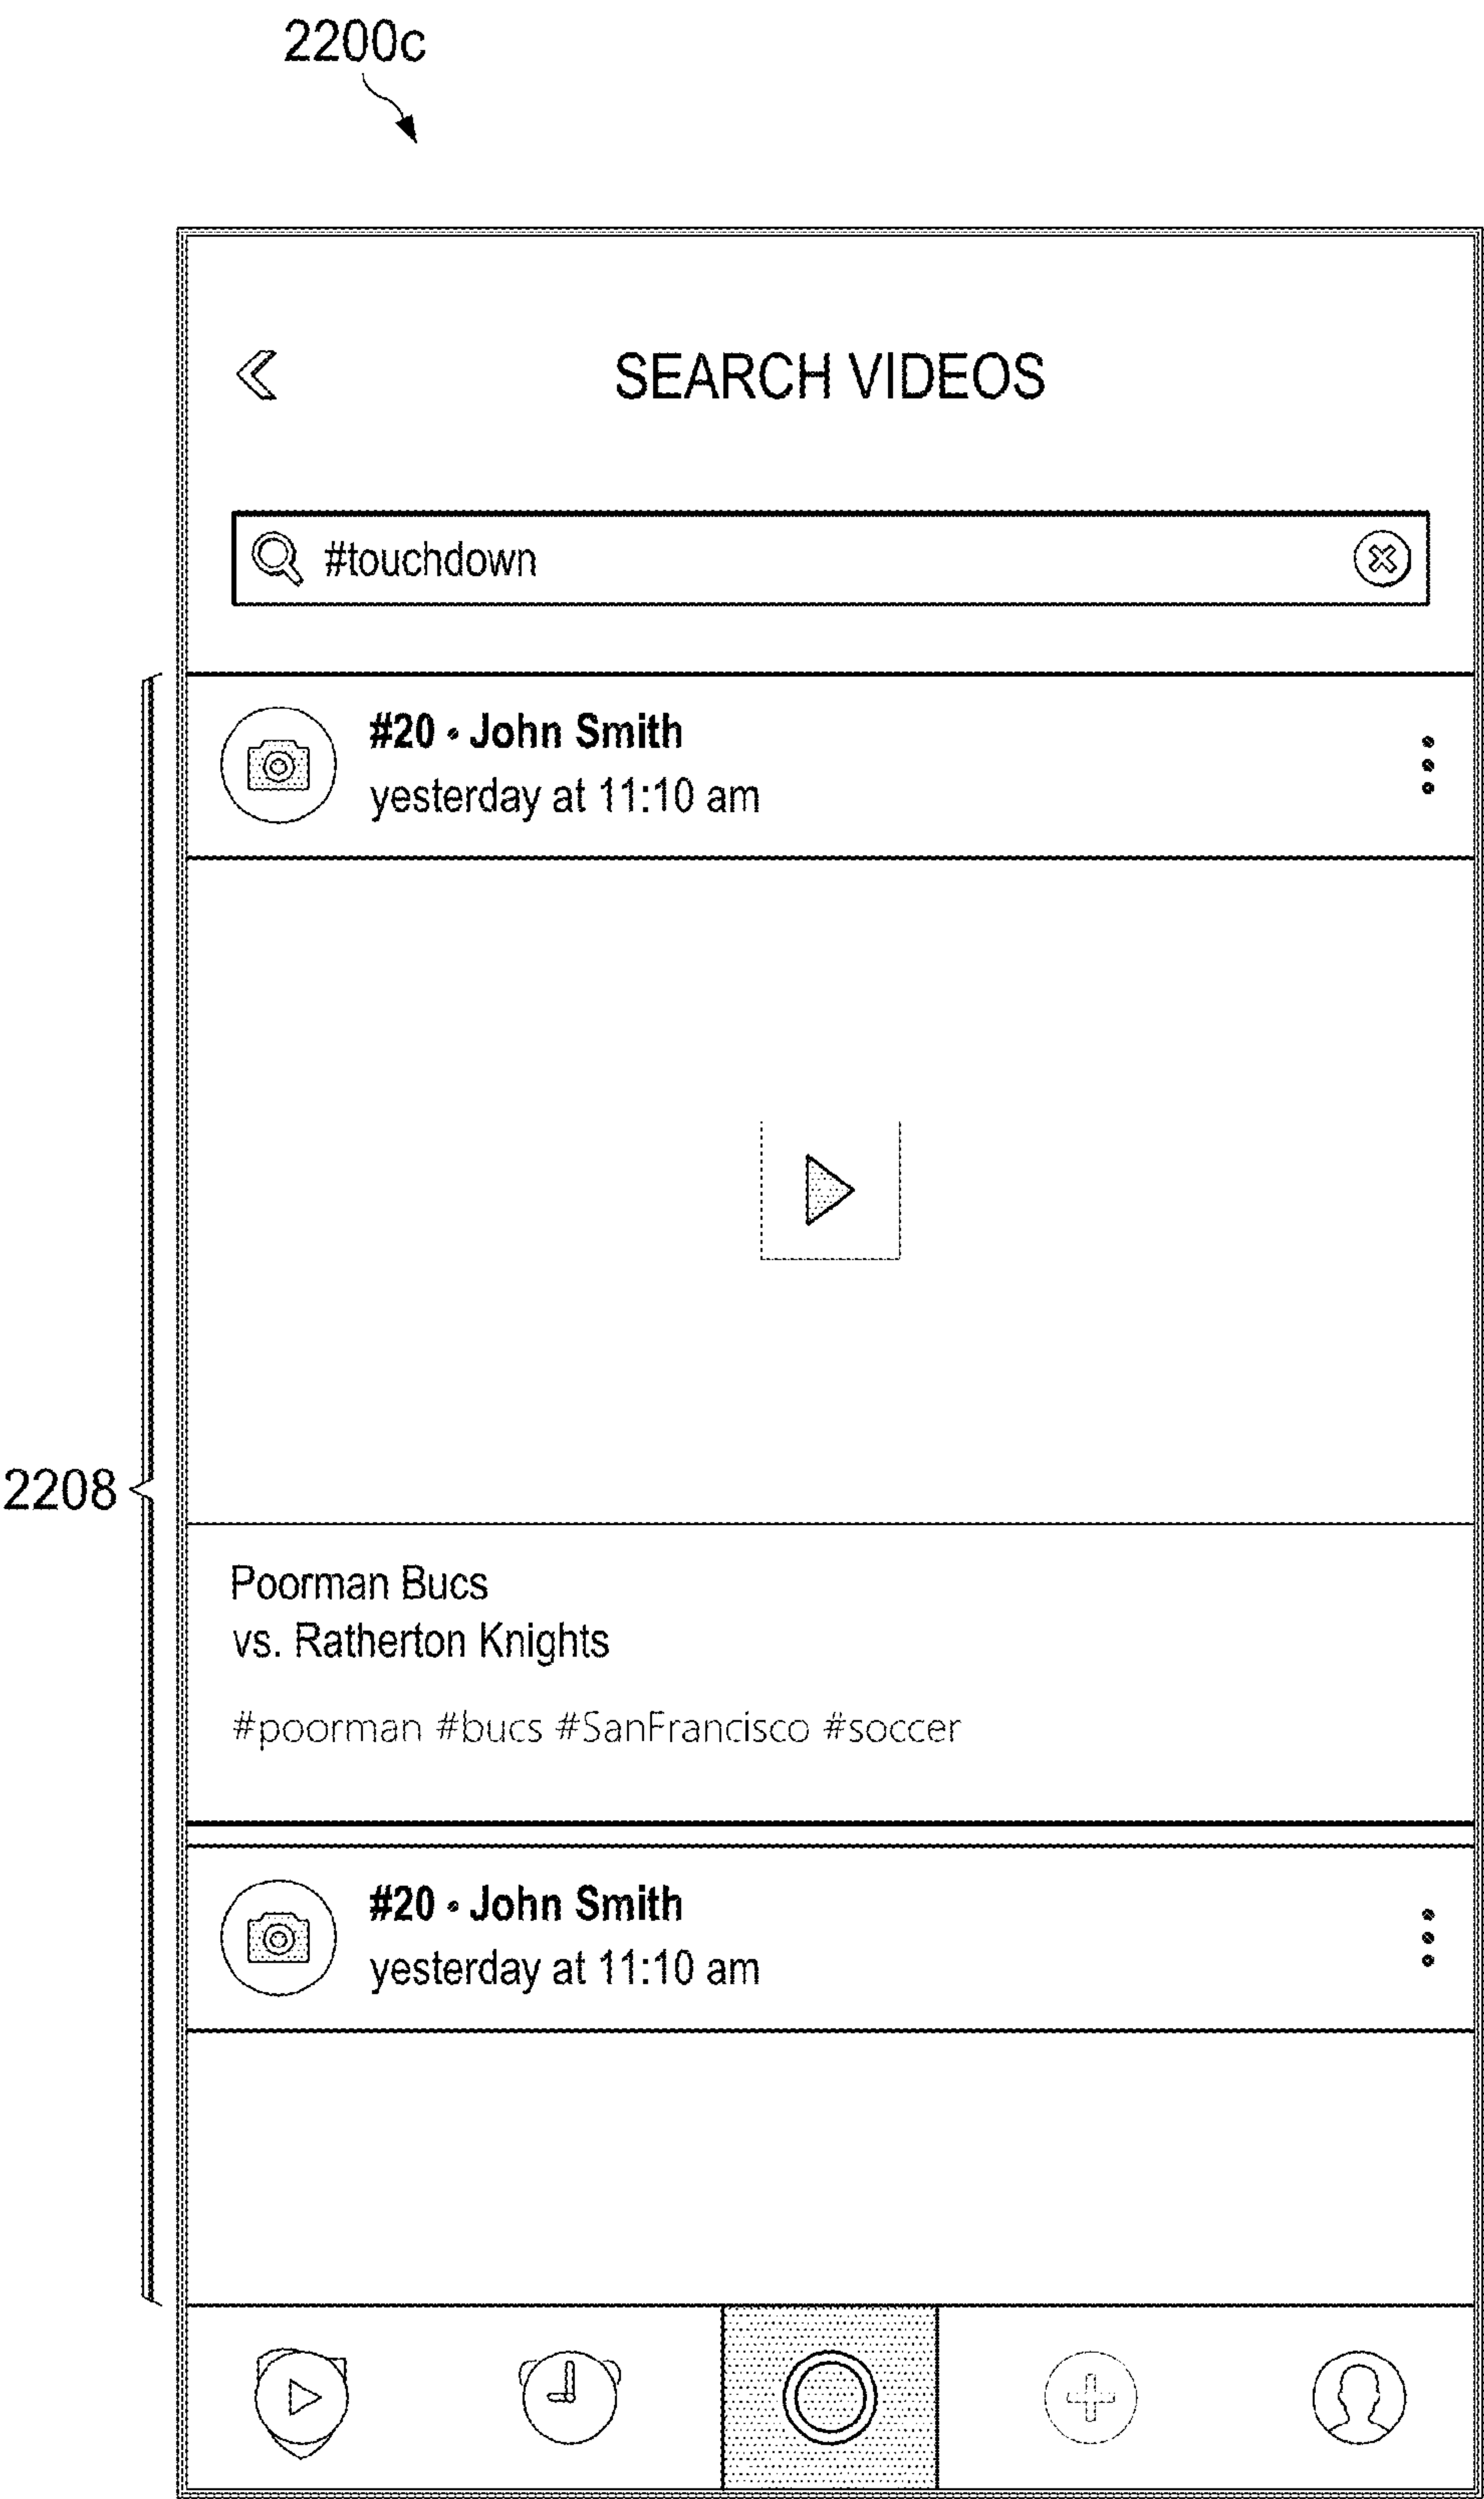 2200c
SEARCH VIDEOS
#touchdown
#20 • John Smith
yesterday at 11:10 am
2208
Poorman Bucs
vs. Ratherton Knights
#poorman #bucs #SanFrancisco #soccer
#20 • John Smith
yesterday at 11:10 am